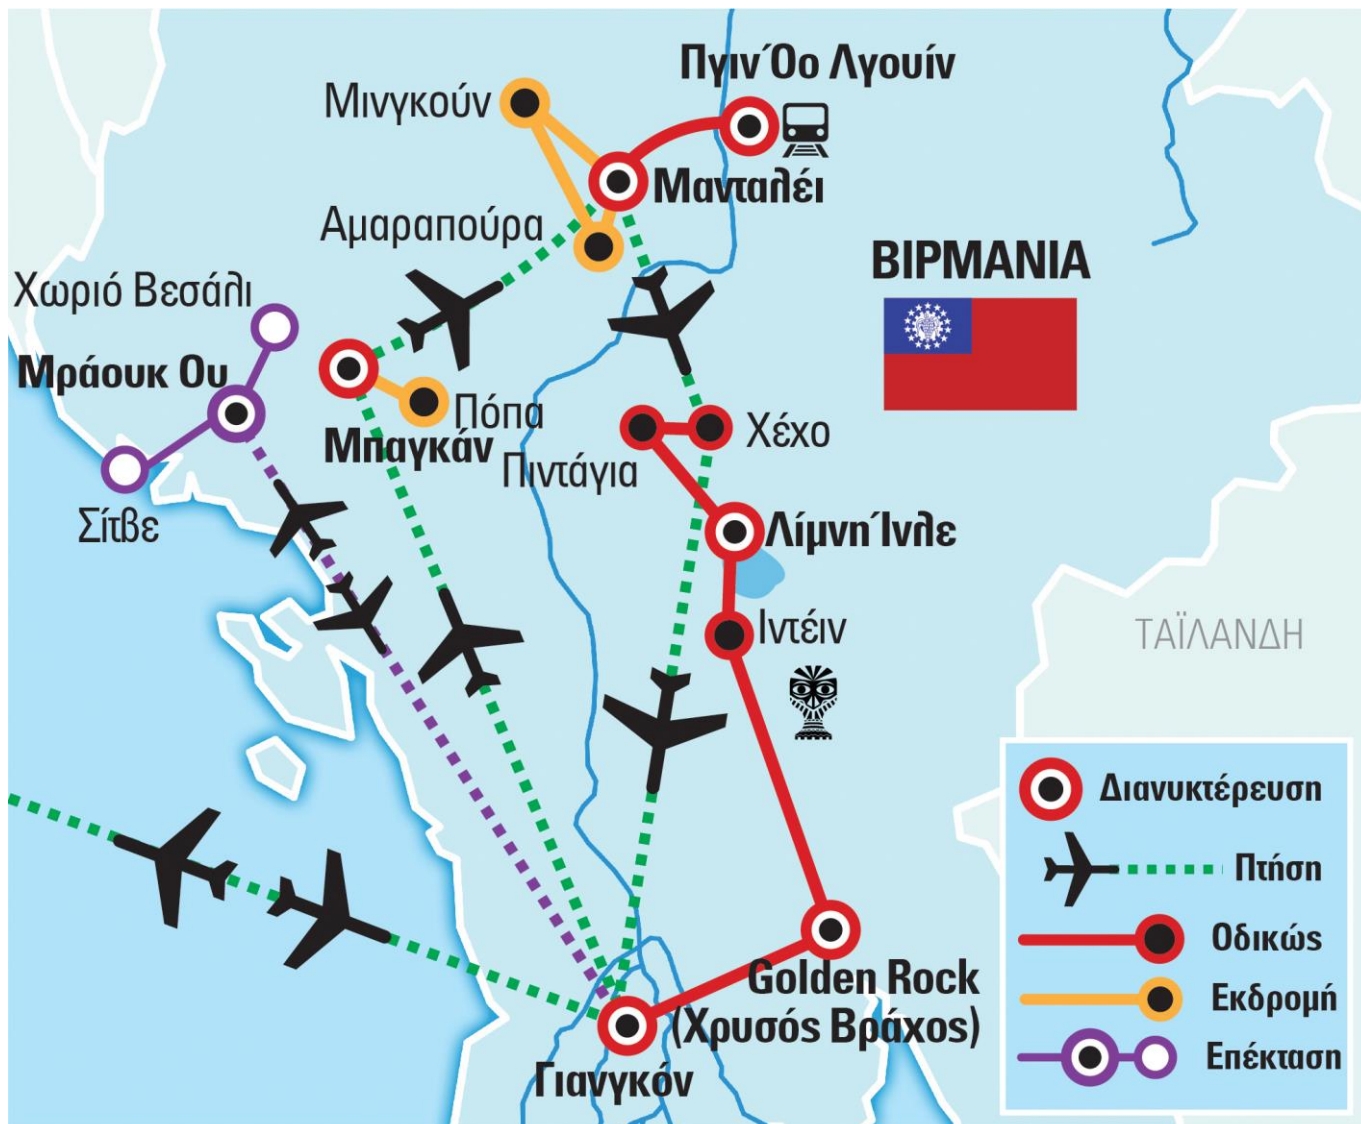 Πγιν Όο Λγουίν
Μινγκούν
Μανταλέι
Αμαραπούρα
ΒΙΡΜΑΝΙΑ
Χωριό Βεσάλι
Μράουκ Ου
Πόπα
Μπαγκάν
Χέχο
Πιντάγια
Σίτβε
Λίμνη Ίνλε
Ιντέιν
ΤΑΪΛΑΝΔΗ
Golden Rock
(Χρυσός Βράχος)
Γιανγκόν
Διανυκτέρευση
Πτήση
Οδικώς
Εκδρομή
Επέκταση